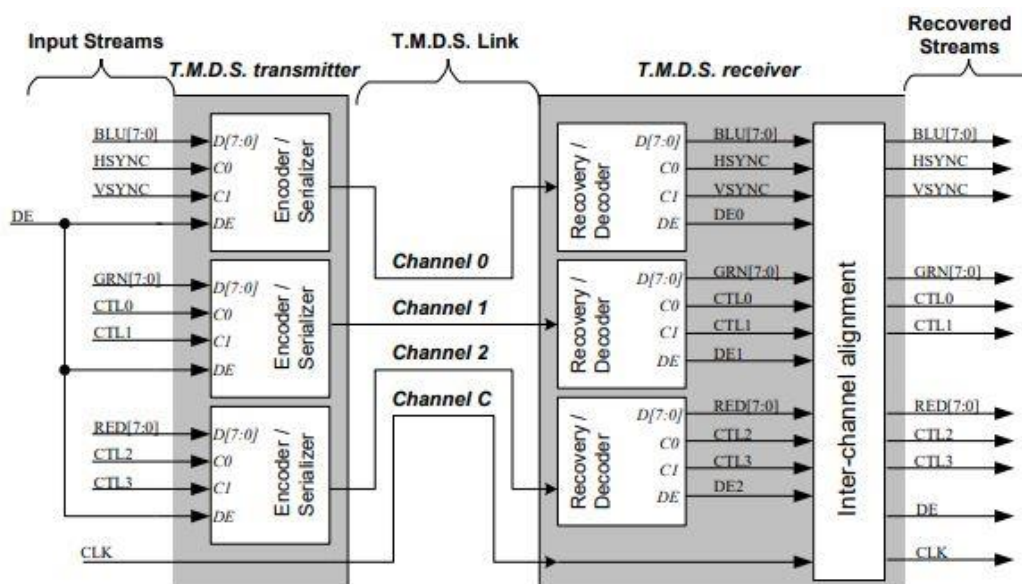 Input Streams
T.M.D.S. transmitter
T.M.D.S. Link
T.M.D.S. receiver
Recovered
Streams
BLU[7:0]
HSYNC
VSYNC
DE
D[7:0]
C0
C1
DE
Encoder /
Serializer
GRN[7:0]
CTL0
CTL1
D[7:0]
C0
C1
DE
Encoder /
Serializer
RED[7:0]
CTL2
CTL3
D[7:0]
C0
C1
DE
Encoder /
Serializer
CLK
Channel 0
Channel 1
Channel 2
Channel C
Recovery /
Decoder
D[7:0]
C0
C1
DE
BLU[7:0]
HSYNC
VSYNC
DE0
Recovery /
Decoder
D[7:0]
C0
C1
DE
GRN[7:0]
CTL0
CTL1
DE1
Recovery /
Decoder
D[7:0]
C0
C1
DE
RED[7:0]
CTL2
CTL3
DE2
Inter-channel alignment
BLU[7:0]
HSYNC
VSYNC
GRN[7:0]
CTL0
CTL1
RED[7:0]
CTL2
CTL3
DE
CLK